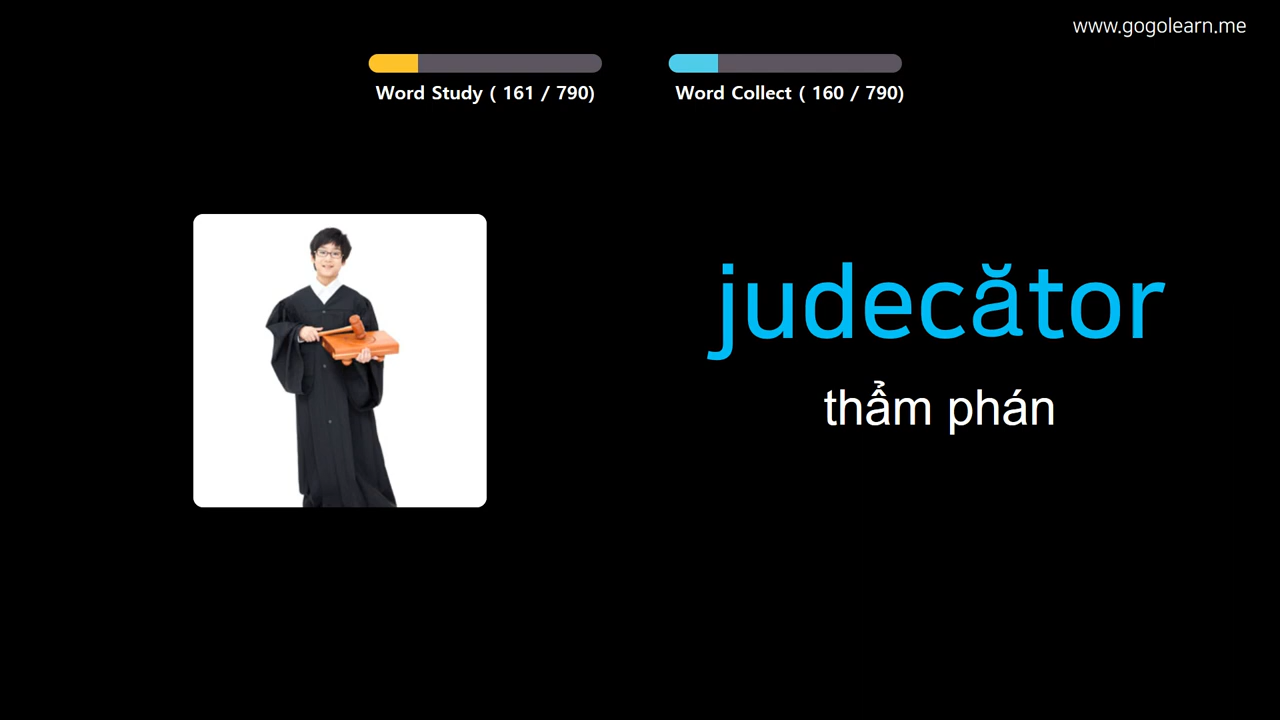 www.gogolearn.me
Word Study ( 161 / 790)
Word Collect ( 160 / 790)
judecător
thẩm phán